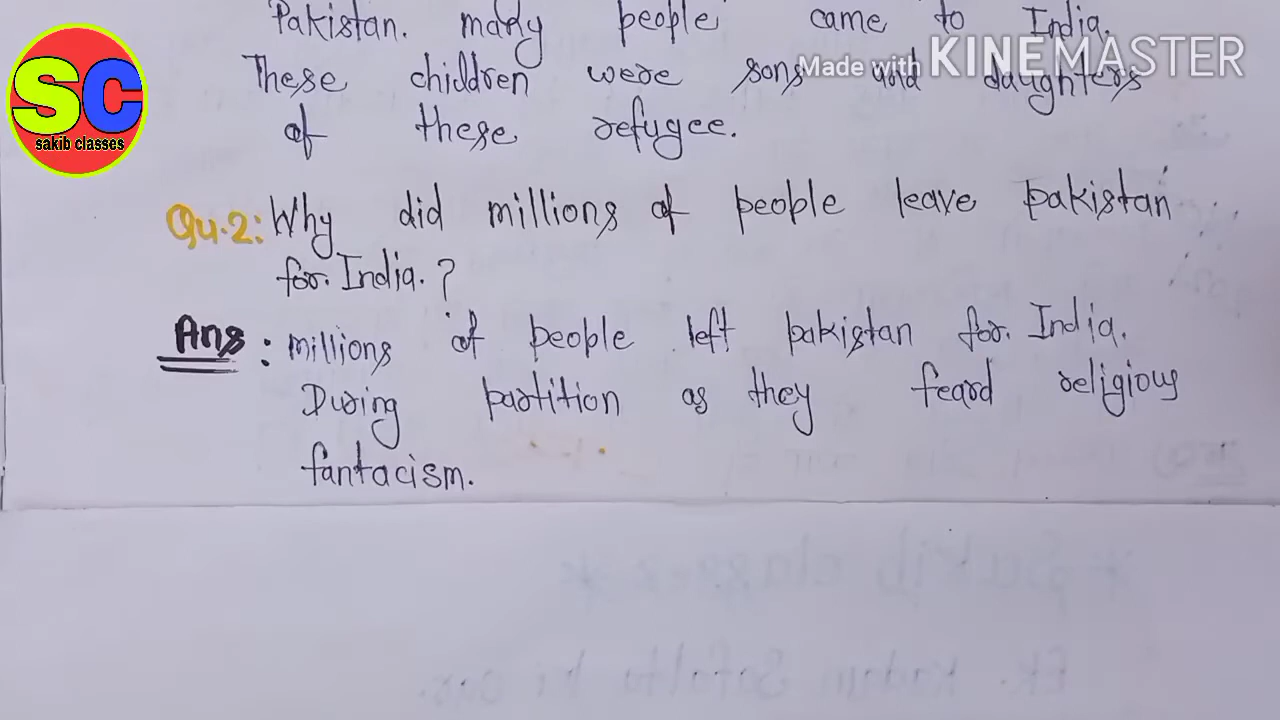 Pakistan. many people came to India.
Made with KINEMASTER
These chiddren were sons and daughters
of these refugee.
SC
sakib classes
Qu.2: Why did millions of people leave pakistan
for. India. ?
Ans : millions of people left pakistan for. India.
During partition as they feard religious
fantacism.